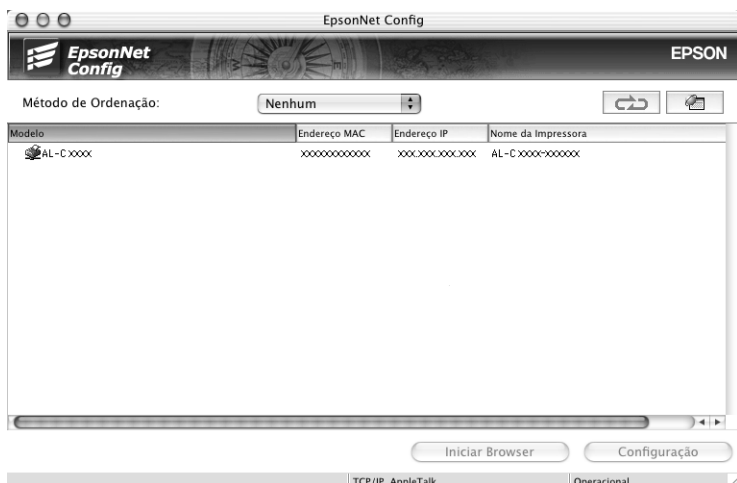 EpsonNet Config
EpsonNet
Config
EPSON
Método de Ordenação: Nenhum
Modelo Endereço MAC Endereço IP Nome da Impressora
AL-C xxxx xxxxxxxxxxxx xxx.xxx.xxx.xxx AL-C xxxx-xxxxxx
Iniciar Browser Configuração
TCP/IP, AppleTalk Operacional